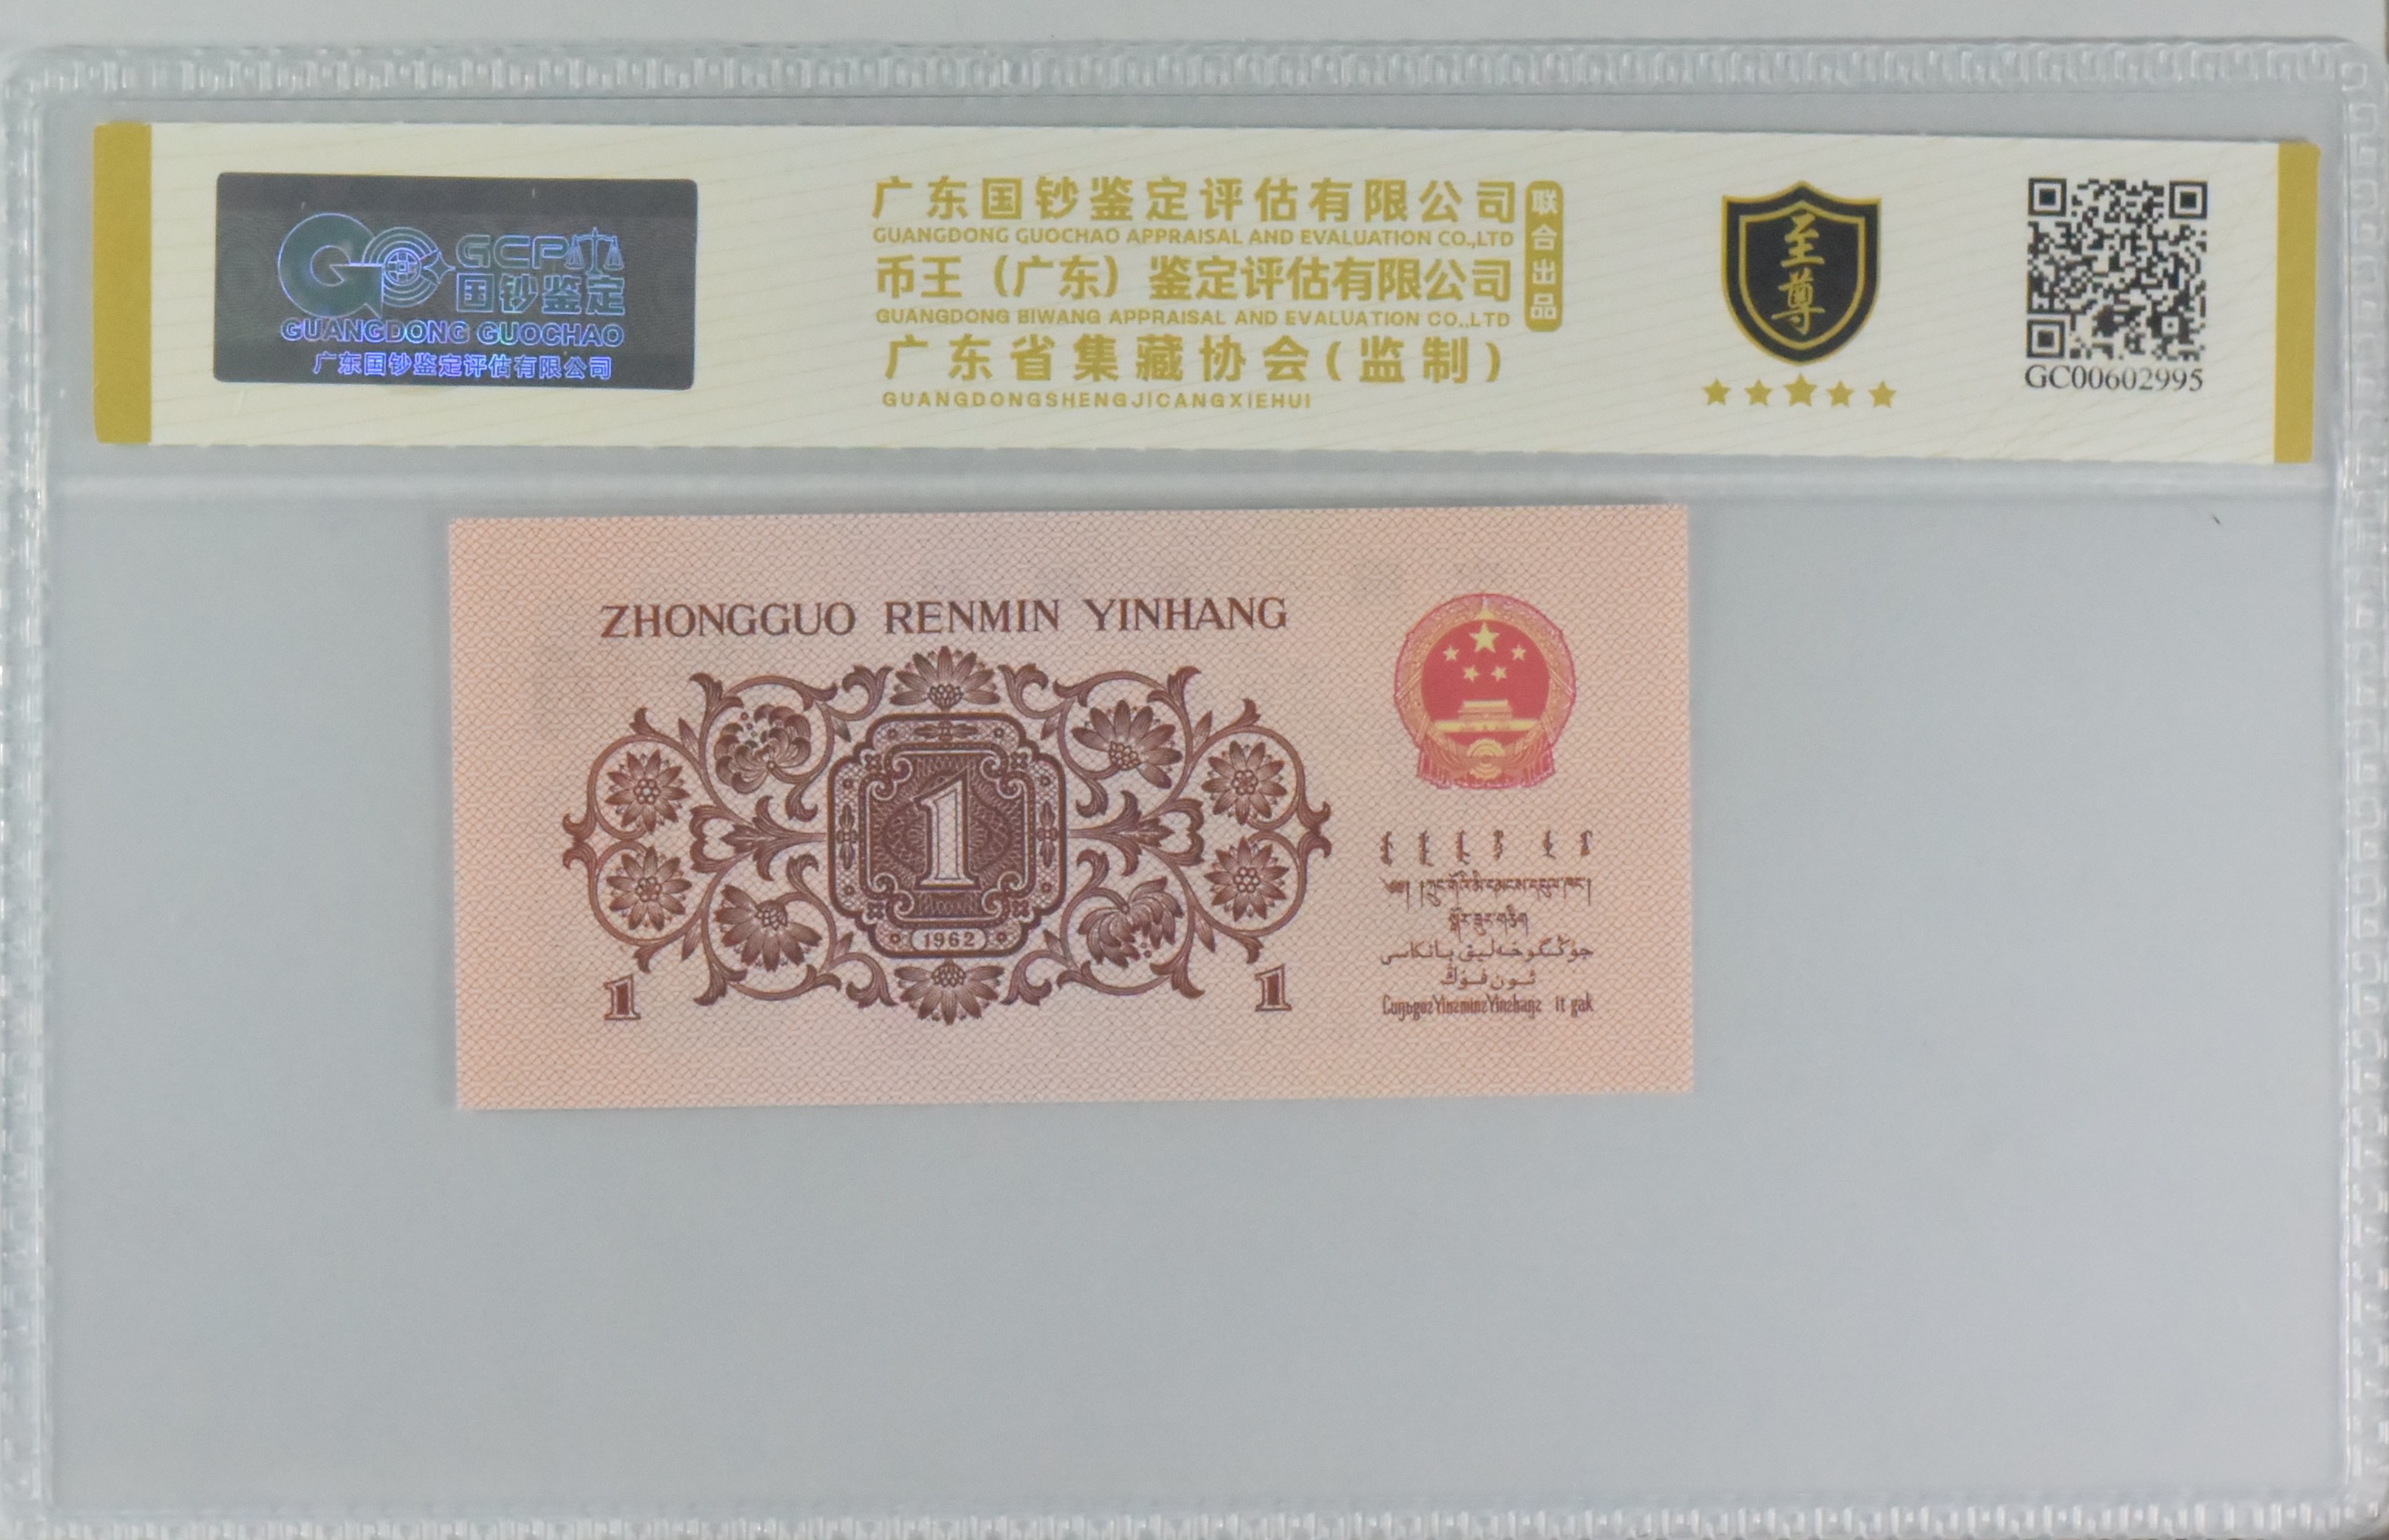 GCP
国钞鉴定
GUANGDONG GUOCHAO
广东国钞鉴定评估有限公司
广东国钞鉴定评估有限公司
GUANGDONG GUOCHAO APPRAISAL AND EVALUATION CO.,LTD
币王（广东）鉴定评估有限公司
GUANGDONG BIWANG APPRAISAL AND EVALUATION CO.,LTD
广东省集藏协会(监制)
GUANGDONGSHENGJICANGXIEHUI
联合出品
至尊
GC00602995
ZHONGGUO RENMIN YINHANG
1
1962
1
1
جۇڭگوخەلىق بانكاسى
ئون فۇڭ